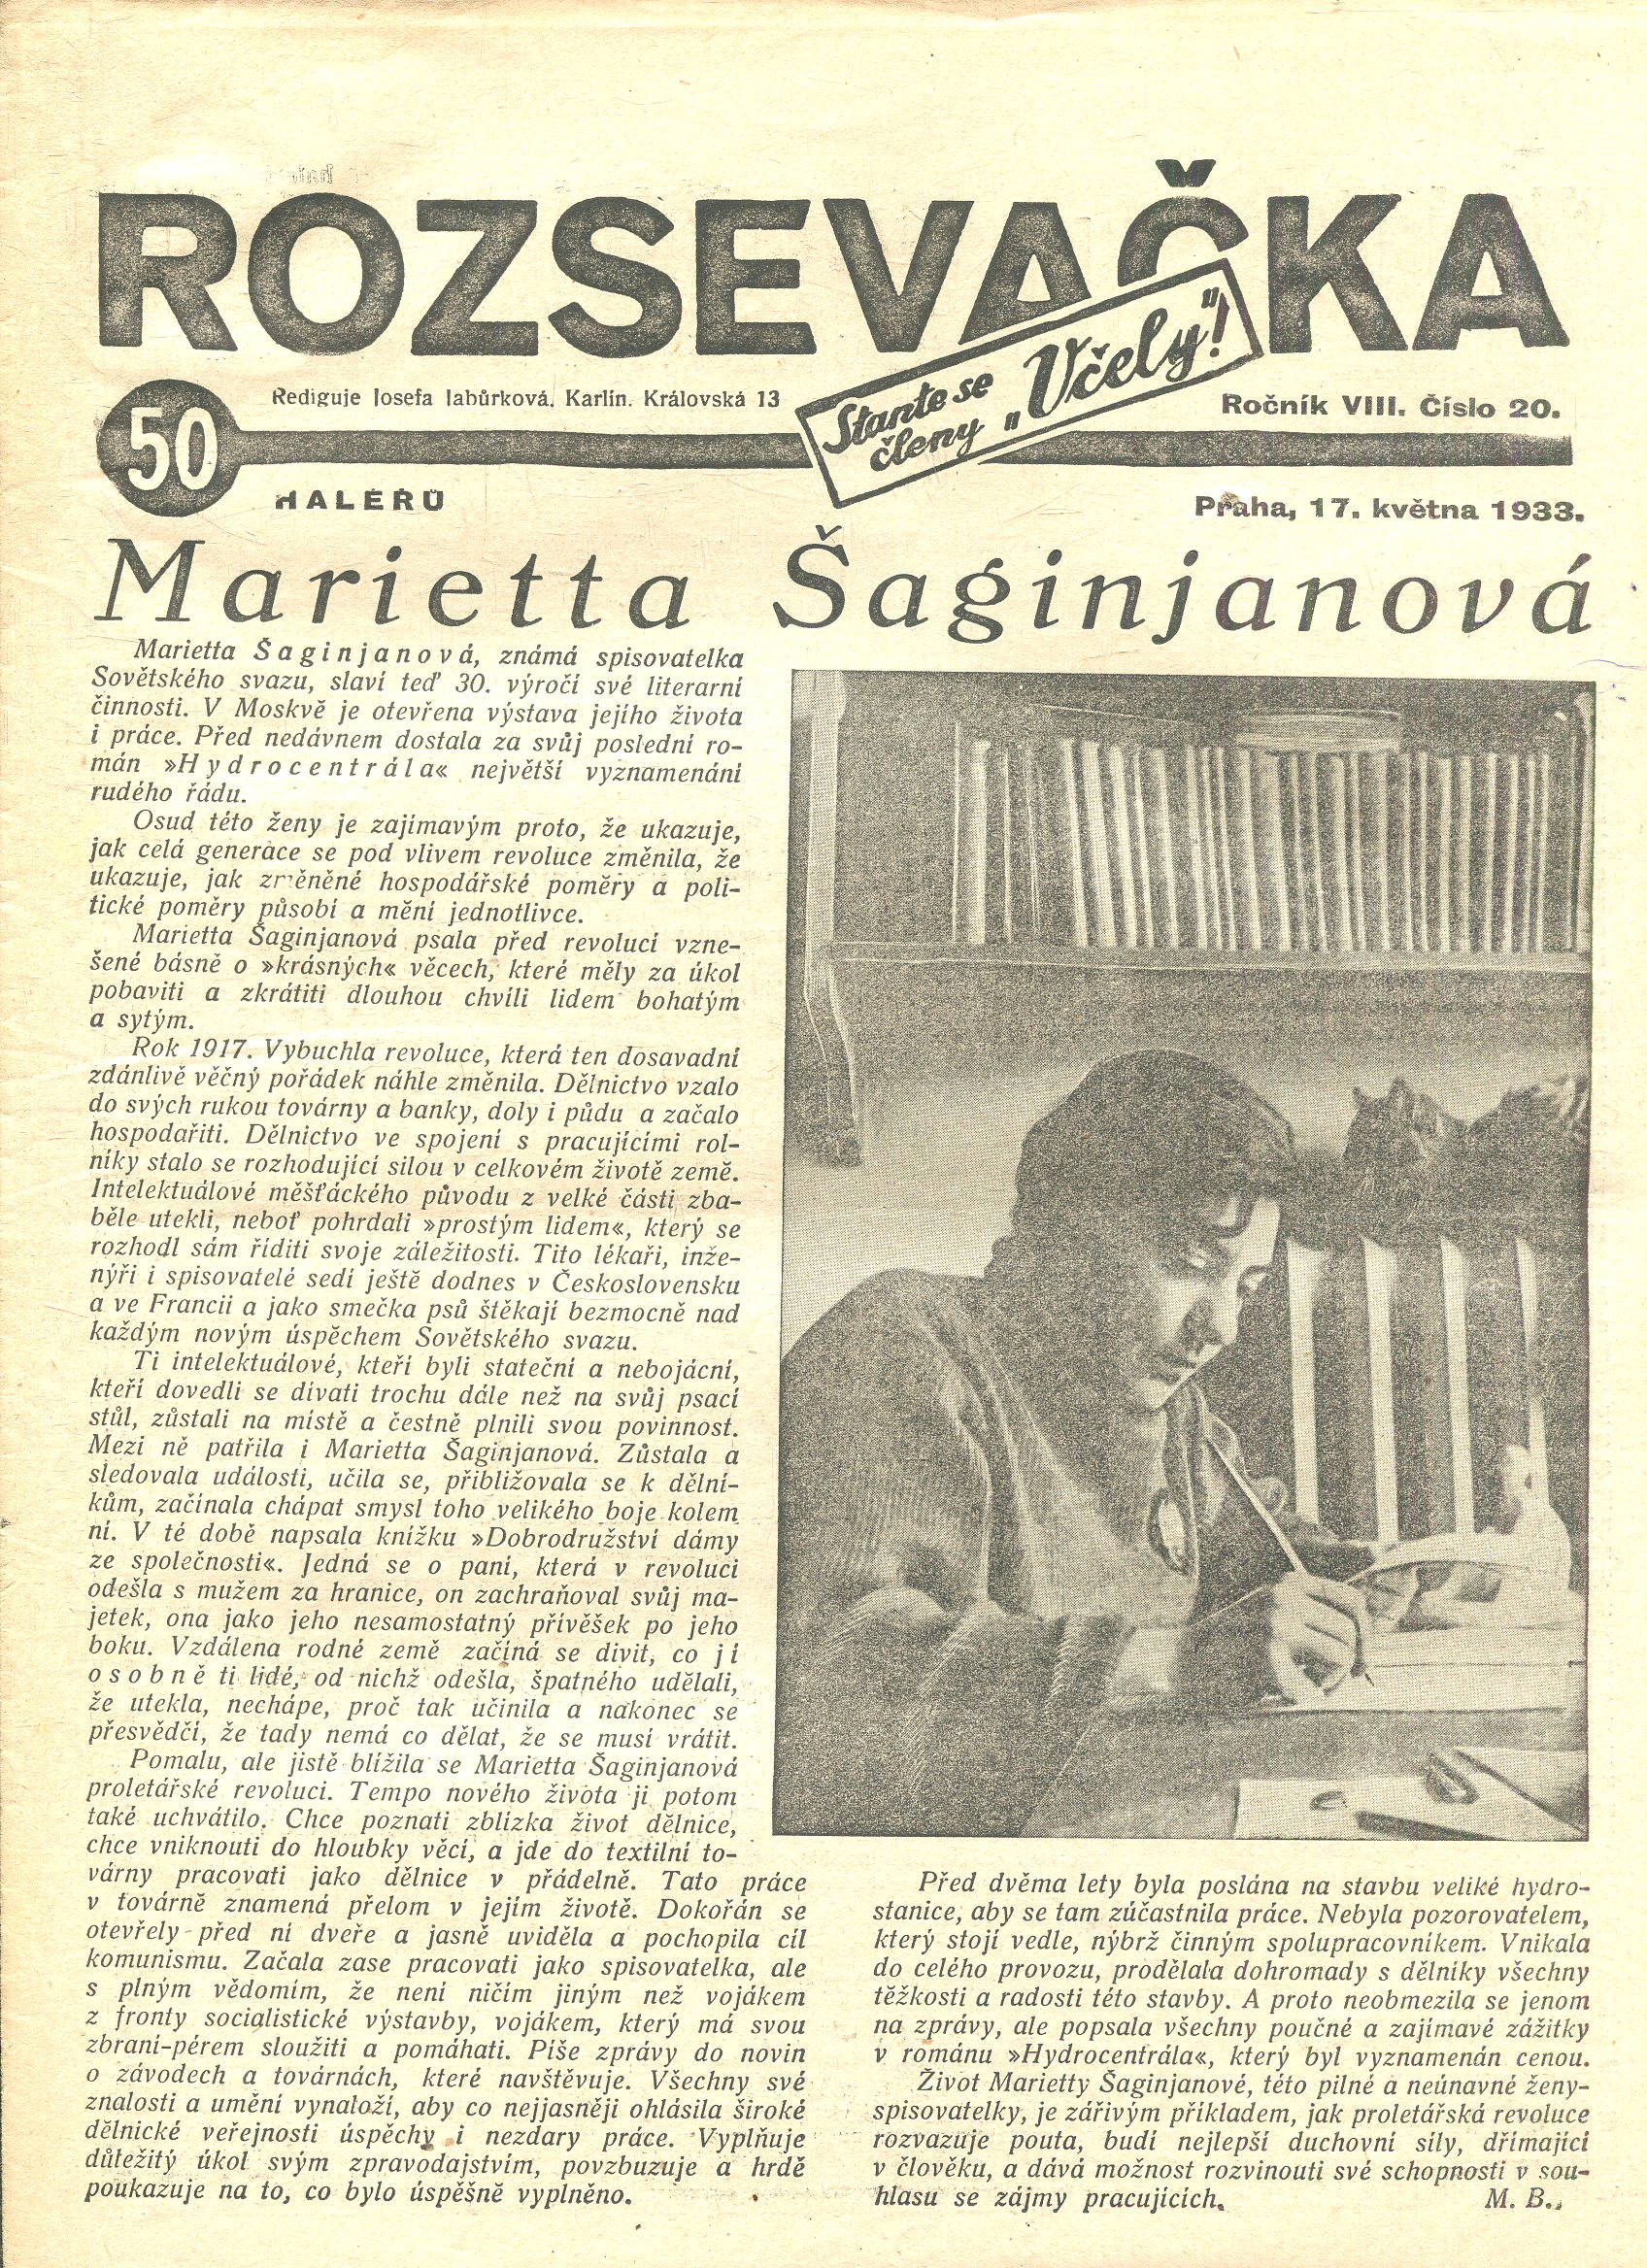 ROZSEVAČKA
50
HALÉŘŮ
Rediguje Josefa Jabůrková, Karlín, Královská 13
Staňte se
členy „Včely"!
Ročník VIII. Číslo 20.
Praha, 17. května 1933.
Marietta Šaginjanová
Marietta Šaginjanová, známá spisovatelka
Sovětského svazu, slaví teď 30. výročí své literarní
činnosti. V Moskvě je otevřena výstava jejího života
i práce. Před nedávnem dostala za svůj poslední ro-
mán »Hydrocentrála« největší vyznamenání
rudého řádu.
Osud této ženy je zajímavým proto, že ukazuje,
jak celá generace se pod vlivem revoluce změnila, že
ukazuje, jak změněné hospodářské poměry a poli-
tické poměry působí a mění jednotlivce.
Marietta Šaginjanová psala před revolucí vzne-
šené básně o »krásných« věcech, které měly za úkol
pobaviti a zkrátiti dlouhou chvíli lidem bohatým
a sytým.
Rok 1917. Vybuchla revoluce, která ten dosavadní
zdánlivě věčný pořádek náhle změnila. Dělnictvo vzalo
do svých rukou továrny a banky, doly i půdu a začalo
hospodařiti. Dělnictvo ve spojení s pracujícími rol-
níky stalo se rozhodující silou v celkovém životě země.
Intelektuálové měšťáckého původu z velké části zba-
běle utekli, neboť pohrdali »prostým lidem«, který se
rozhodl sám říditi svoje záležitosti. Tito lékaři, inže-
nýři i spisovatelé sedí ještě dodnes v Československu
a ve Francii a jako smečka psů štěkají bezmocně nad
každým novým úspěchem Sovětského svazu.
Ti intelektuálové, kteří byli stateční a nebojácní,
kteří dovedli se dívati trochu dále než na svůj psací
stůl, zůstali na místě a čestně plnili svou povinnost.
Mezi ně patřila i Marietta Šaginjanová. Zůstala a
sledovala události, učila se, přibližovala se k dělní-
kům, začínala chápat smysl toho velikého boje kolem
ní. V té době napsala knížku »Dobrodružství dámy
ze společnosti«. Jedná se o paní, která v revoluci
odešla s mužem za hranice, on zachraňoval svůj ma-
jetek, ona jako jeho nesamostatný přívěšek po jeho
boku. Vzdálena rodné země začíná se divit, co jí
osobně ti lidé, od nichž odešla, špatného udělali,
že utekla, nechápe, proč tak učinila a nakonec se
přesvědčí, že tady nemá co dělat, že se musí vrátit.
Pomalu, ale jistě blížila se Marietta Šaginjanová
proletářské revoluci. Tempo nového života ji potom
také uchvátilo. Chce poznati zblízka život dělnice,
chce vniknouti do hloubky věcí, a jde do textilní to-
várny pracovati jako dělnice v přádelně. Tato práce
v továrně znamená přelom v jejím životě. Dokořán se
otevřely před ní dveře a jasně uviděla a pochopila cíl
komunismu. Začala zase pracovati jako spisovatelka, ale
s plným vědomím, že není ničím jiným než vojákem
z fronty socialistické výstavby, vojákem, který má svou
zbraní-pérem sloužiti a pomáhati. Píše zprávy do novin
o závodech a továrnách, které navštěvuje. Všechny své
znalosti a umění vynaloží, aby co nejjasněji ohlásila široké
dělnické veřejnosti úspěchy i nezdary práce. Vyplňuje
důležitý úkol svým zpravodajstvím, povzbuzuje a hrdě
poukazuje na to, co bylo úspěšně vyplněno.
Před dvěma lety byla poslána na stavbu veliké hydro-
stanice, aby se tam zúčastnila práce. Nebyla pozorovatelem,
který stojí vedle, nýbrž činným spolupracovníkem. Vnikala
do celého provozu, prodělala dohromady s dělníky všechny
těžkosti a radosti této stavby. A proto neobmezila se jenom
na zprávy, ale popsala všechny poučné a zajímavé zážitky
v románu »Hydrocentrála«, který byl vyznamenán cenou.
Život Marietty Šaginjanové, této pilné a neúnavné ženy-
spisovatelky, je zářivým příkladem, jak proletářská revoluce
rozvazuje pouta, budí nejlepší duchovní síly, dřímající
v člověku, a dává možnost rozvinouti své schopnosti v sou-
hlasu se zájmy pracujících. M. B.